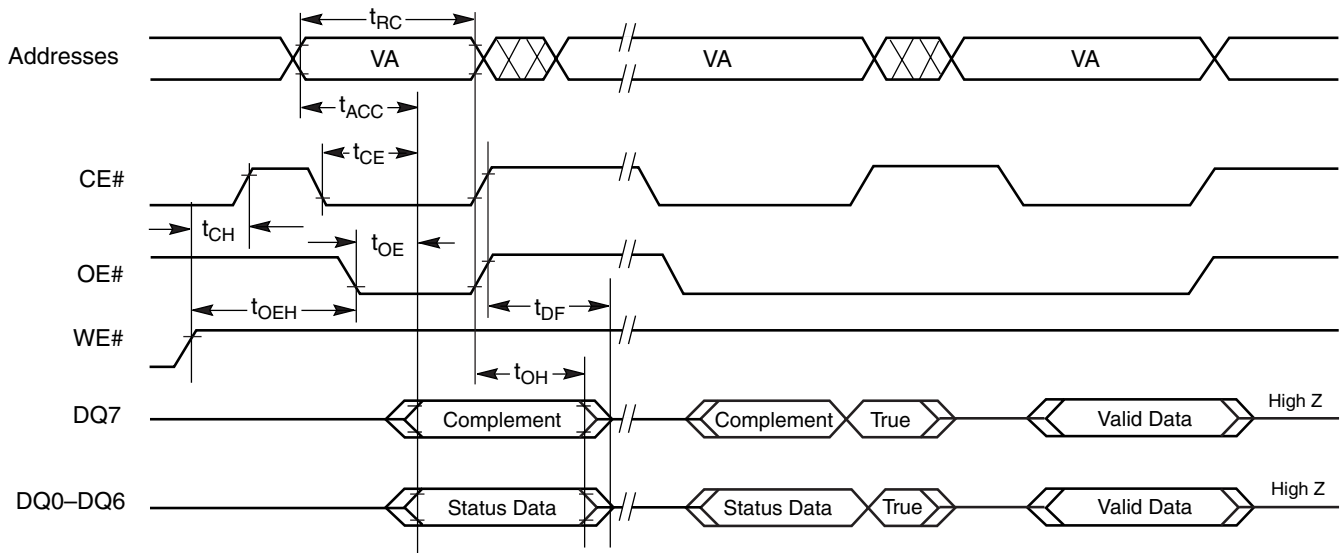 tRC
Addresses VA VA VA
tACC
tCE
CE#
tCH tOE
OE#
tOEH tDF
WE#
tOH
DQ7 Complement Complement True Valid Data High Z
DQ0–DQ6 Status Data Status Data True Valid Data High Z